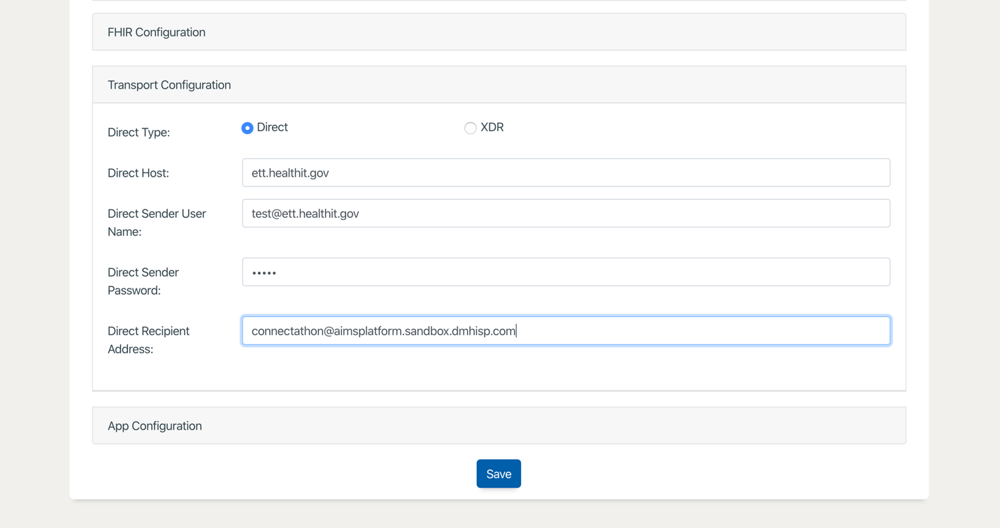 FHIR Configuration
Transport Configuration
Direct Type:
Direct
XDR
Direct Host:
ett.healthit.gov
Direct Sender User
Name:
test@ett.healthit.gov
Direct Sender
Password:
•••••
Direct Recipient
Address:
connectathon@aimsplatform.sandbox.dmhisp.com
App Configuration
Save